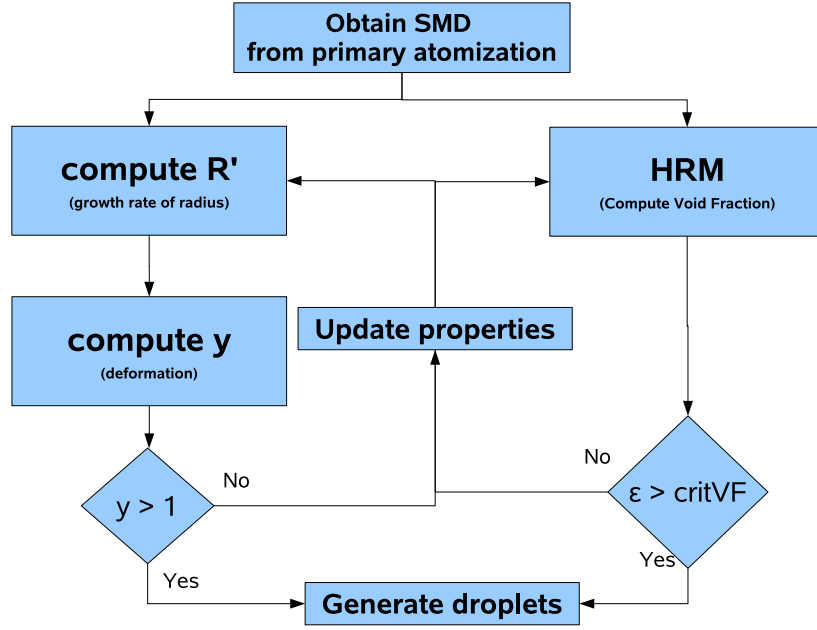 Obtain SMD
from primary atomization
compute R'
(growth rate of radius)
HRM
(Compute Void Fraction)
Update properties
compute y
(deformation)
No
No
y > 1
ε > critVF
Yes
Yes
Generate droplets